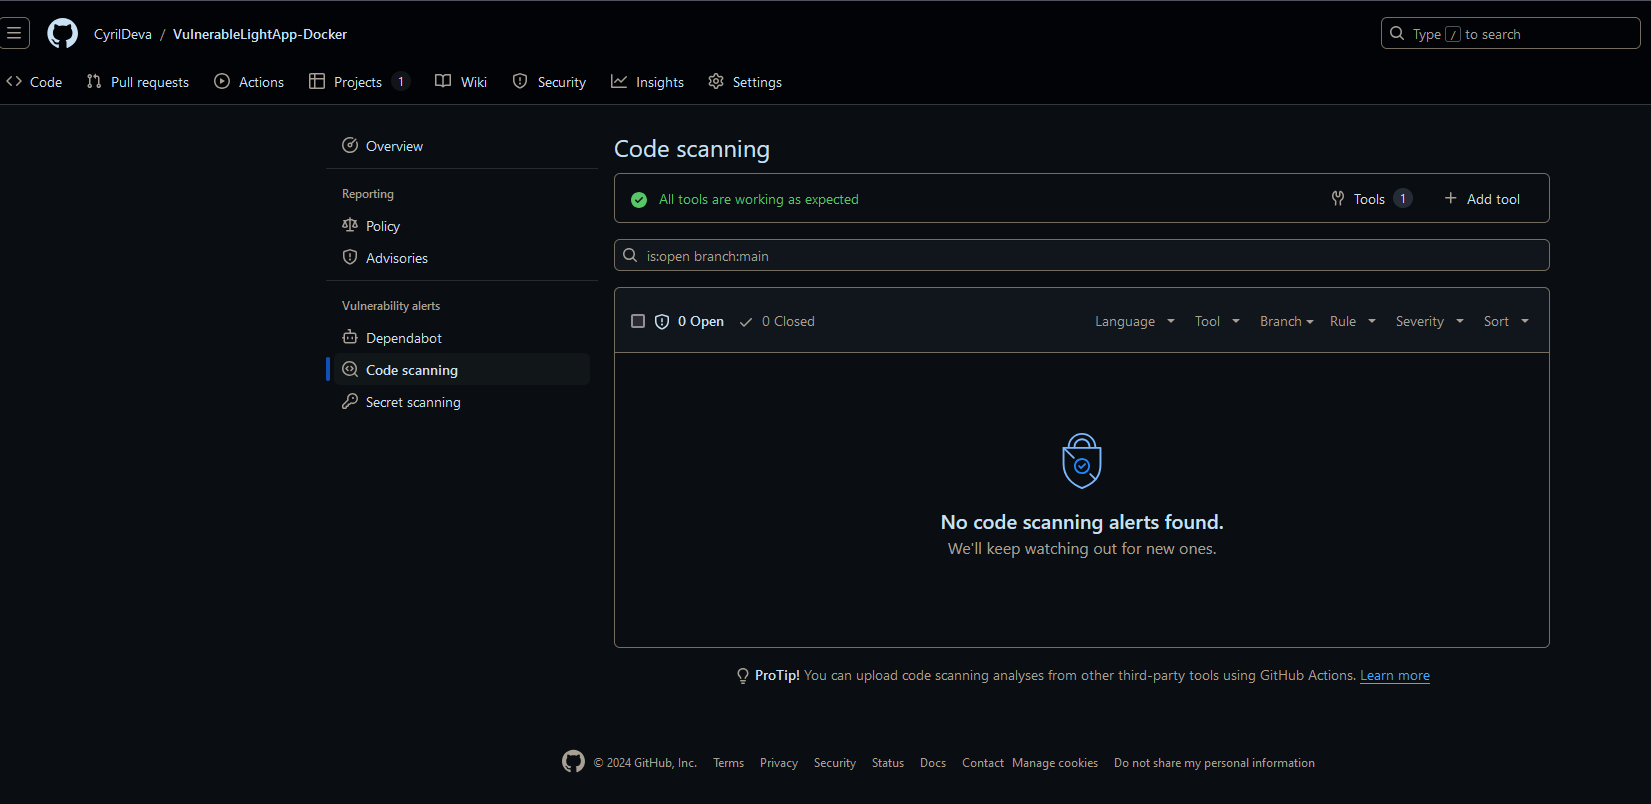 CyrilDeva / VulnerableLightApp-Docker
Type / to search
Code Pull requests Actions Projects 1 Wiki Security Insights Settings
Overview
Reporting
Policy
Advisories
Vulnerability alerts
Dependabot
Code scanning
Secret scanning
Code scanning
All tools are working as expected Tools 1 Add tool
is:open branch:main
0 Open 0 Closed Language Tool Branch Rule Severity Sort
No code scanning alerts found.
We'll keep watching out for new ones.
ProTip! You can upload code scanning analyses from other third-party tools using GitHub Actions. Learn more
© 2024 GitHub, Inc. Terms Privacy Security Status Docs Contact Manage cookies Do not share my personal information